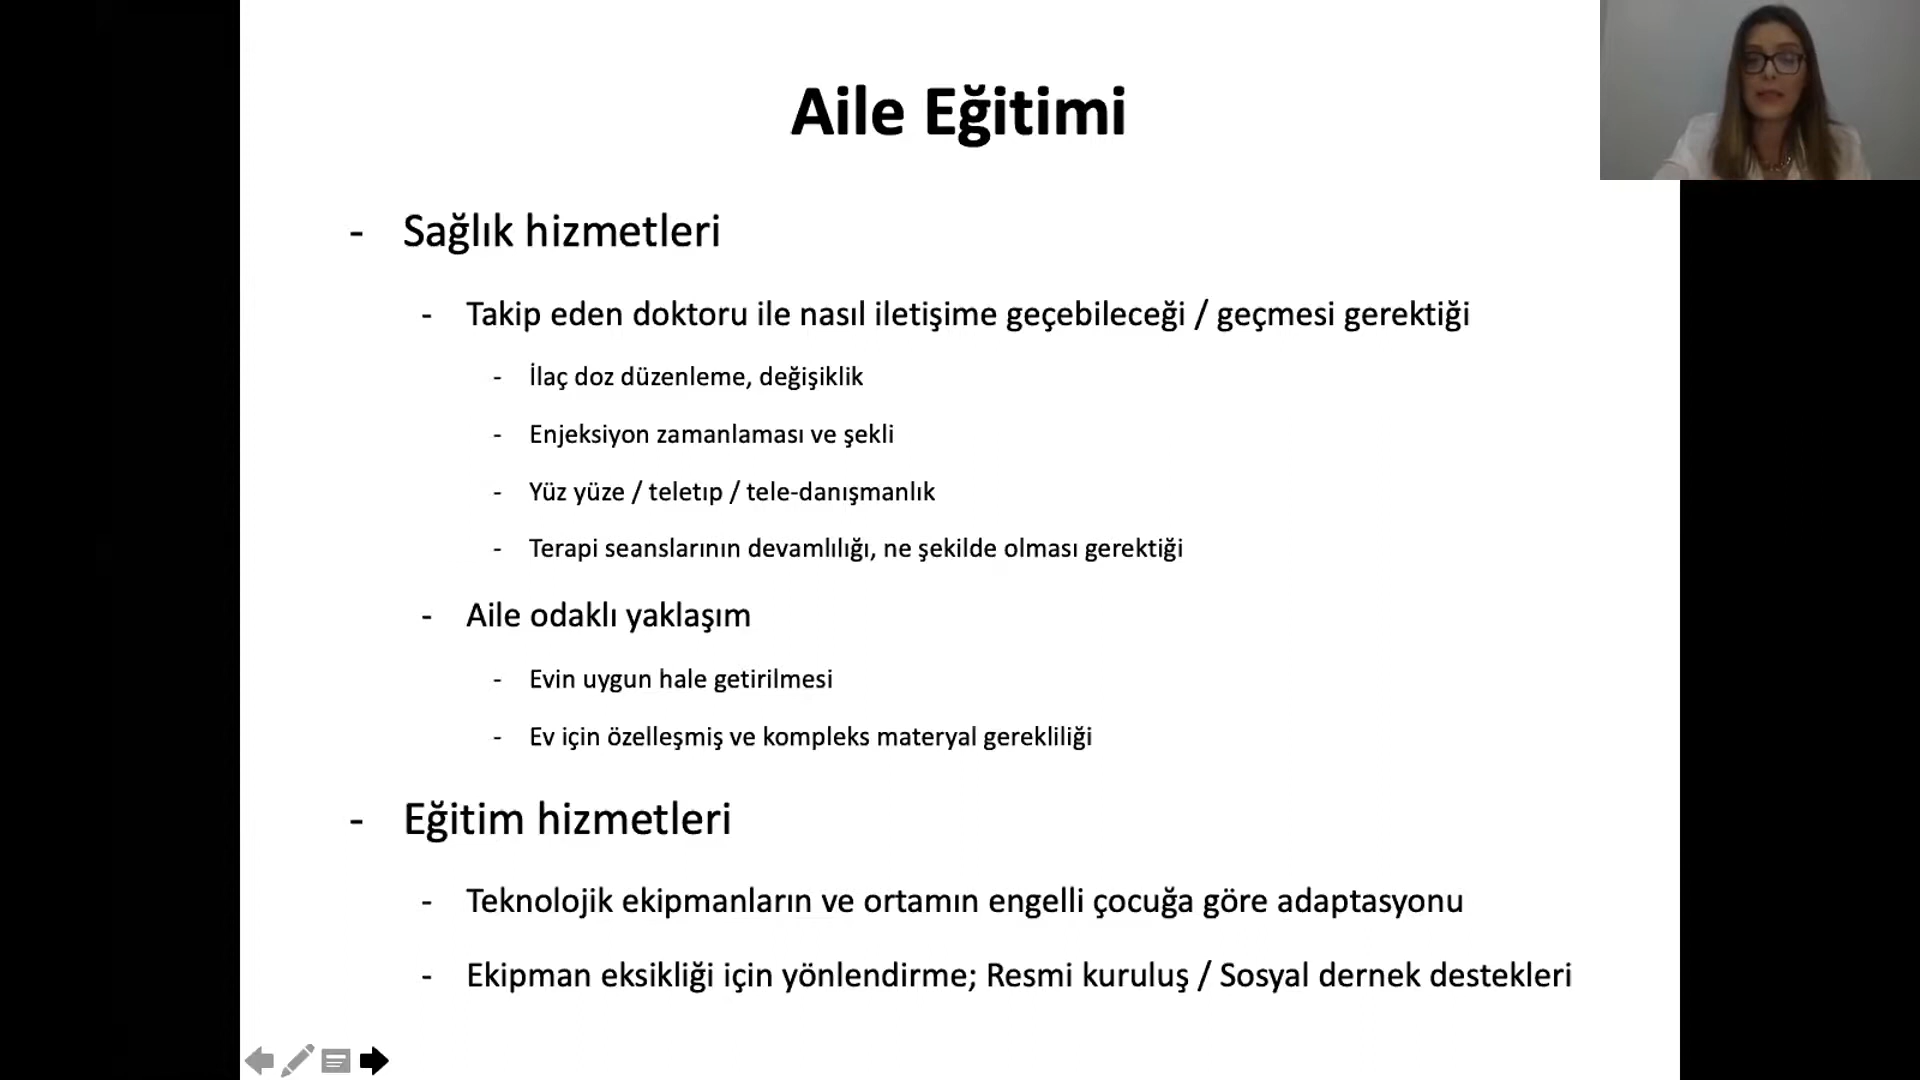 Aile Eğitimi
- Sağlık hizmetleri
- Takip eden doktoru ile nasıl iletişime geçebileceği / geçmesi gerektiği
- İlaç doz düzenleme, değişiklik
- Enjeksiyon zamanlaması ve şekli
- Yüz yüze / teletıp / tele-danışmanlık
- Terapi seanslarının devamlılığı, ne şekilde olması gerektiği
- Aile odaklı yaklaşım
- Evin uygun hale getirilmesi
- Ev için özelleşmiş ve kompleks materyal gerekliliği
- Eğitim hizmetleri
- Teknolojik ekipmanların ve ortamın engelli çocuğa göre adaptasyonu
- Ekipman eksikliği için yönlendirme; Resmi kuruluş / Sosyal dernek destekleri